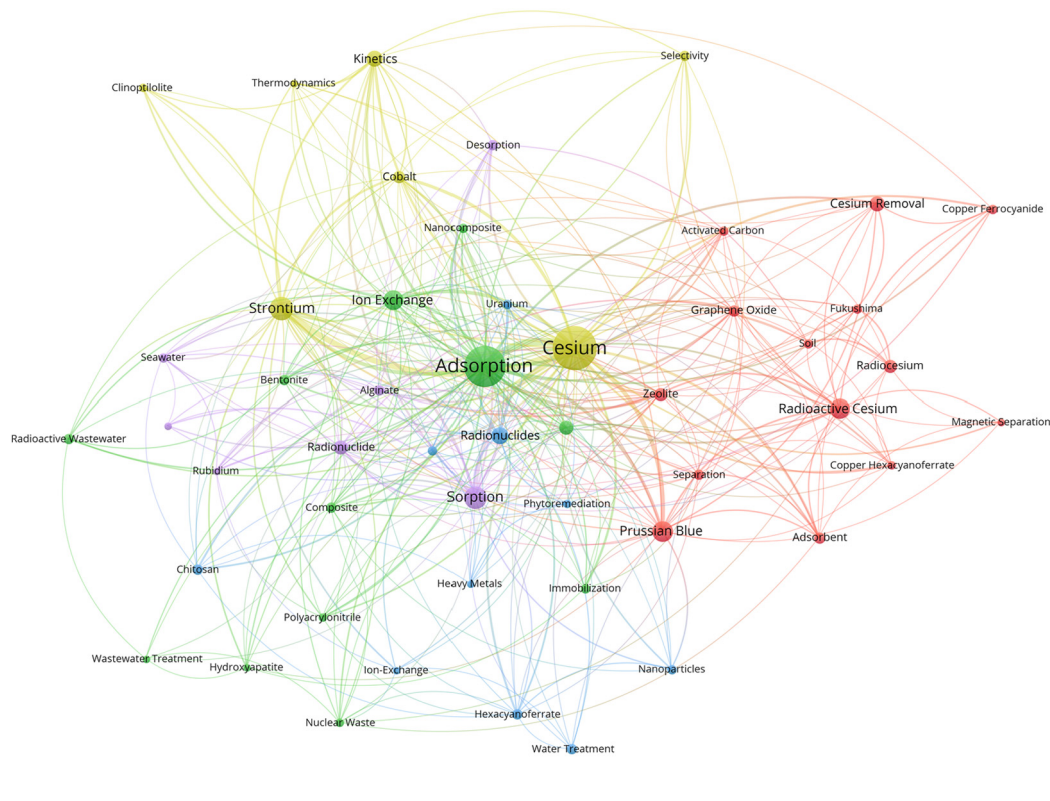 Kinetics
Selectivity
Thermodynamics
Clinoptilolite
Desorption
Cobalt
Cesium Removal
Copper Ferrocyanide
Nanocomposite
Activated Carbon
Ion Exchange
Uranium
Strontium
Graphene Oxide
Fukushima
Soil
Cesium
Seawater
Adsorption
Radiocesium
Bentonite
Alginate
Zeolite
Radioactive Cesium
Magnetic Separation
Radioactive Wastewater
Radionuclides
Radionuclide
Rubidium
Copper Hexacyanoferrate
Separation
Sorption
Phytoremediation
Composite
Prussian Blue
Adsorbent
Chitosan
Heavy Metals
Immobilization
Polyacrylonitrile
Wastewater Treatment
Hydroxyapatite
Ion-Exchange
Nanoparticles
Hexacyanoferrate
Nuclear Waste
Water Treatment